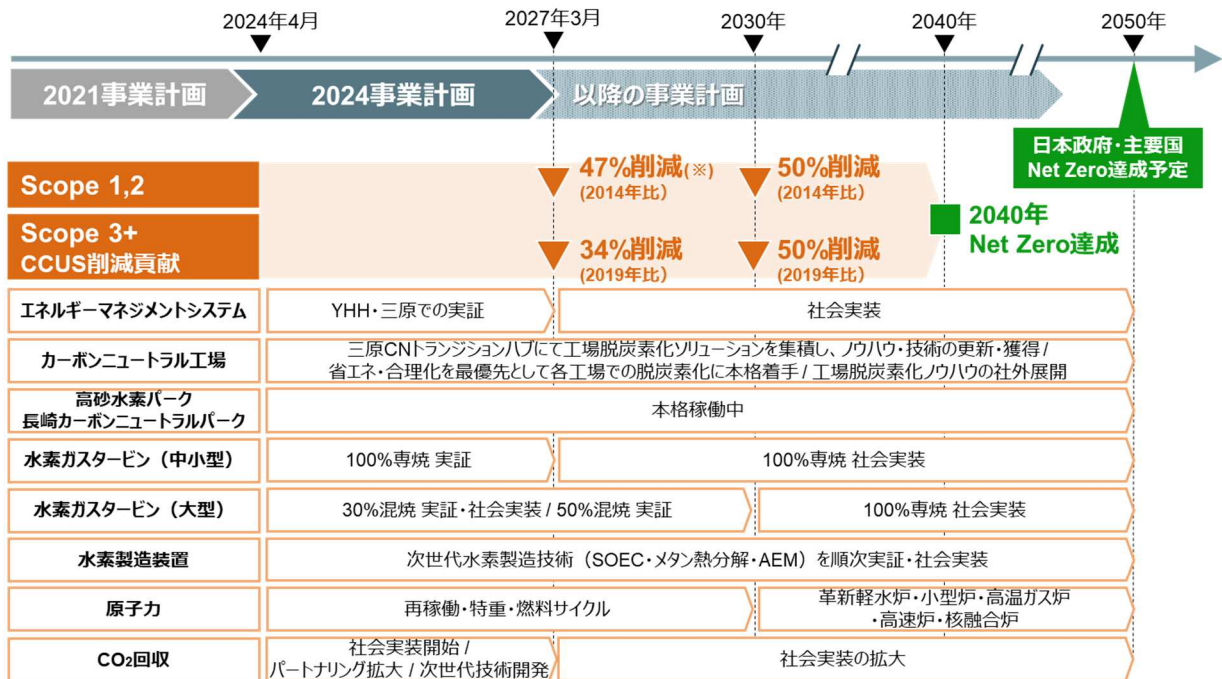 2024年4月
2027年3月
2030年
2040年
2050年
2021事業計画
2024事業計画
以降の事業計画
日本政府・主要国
Net Zero達成予定
Scope 1,2
47%削減(※)
(2014年比)
50%削減
(2014年比)
Scope 3+
CCUS削減貢献
34%削減
(2019年比)
50%削減
(2019年比)
2040年
Net Zero達成
エネルギーマネジメントシステム
YHH・三原での実証
社会実装
カーボンニュートラル工場
三原CNトランジションハブにて工場脱炭素化ソリューションを集積し、ノウハウ・技術の更新・獲得 /
省エネ・合理化を最優先として各工場での脱炭素化に本格着手 / 工場脱炭素化ノウハウの社外展開
高砂水素パーク
長崎カーボンニュートラルパーク
本格稼働中
水素ガスタービン（中小型）
100%専焼 実証
100%専焼 社会実装
水素ガスタービン（大型）
30%混焼 実証・社会実装 / 50%混焼 実証
100%専焼 社会実装
水素製造装置
次世代水素製造技術（SOEC・メタン熱分解・AEM）を順次実証・社会実装
原子力
再稼働・特重・燃料サイクル
革新軽水炉・小型炉・高温ガス炉
・高速炉・核融合炉
CO₂回収
社会実装開始 /
パートナリング拡大 / 次世代技術開発
社会実装の拡大